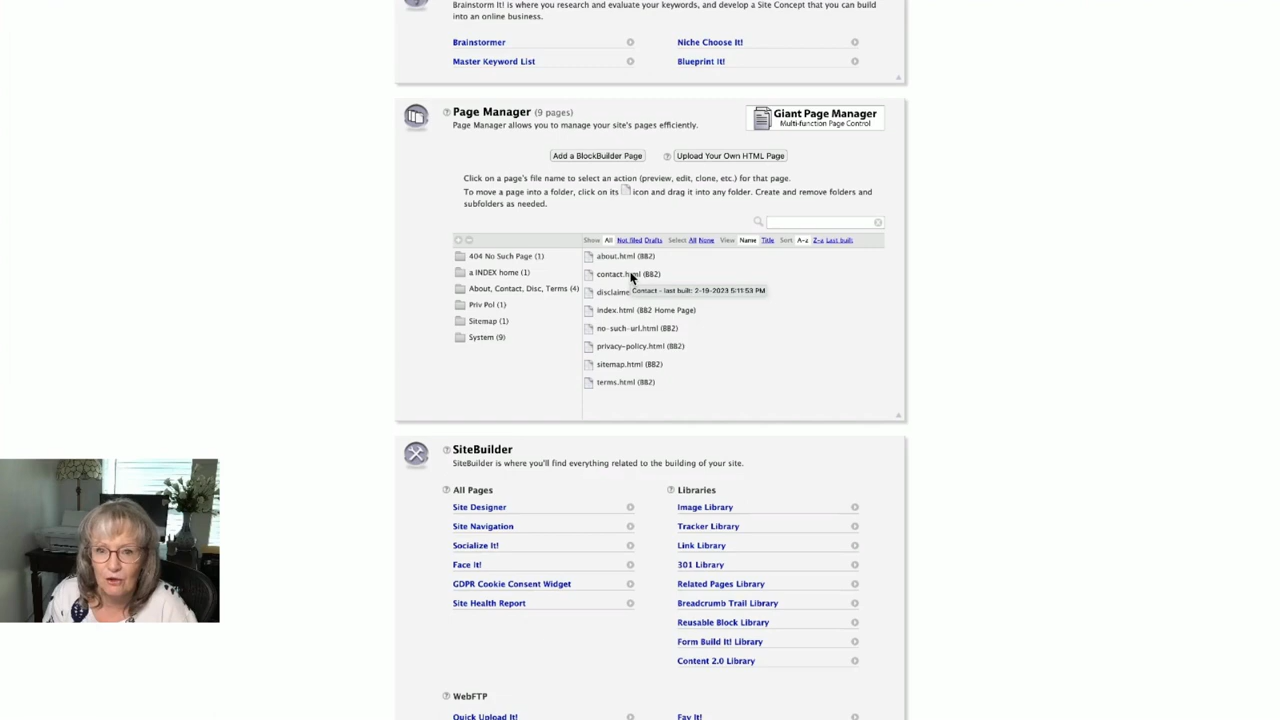 Brainstorm It! is where you research and evaluate your keywords, and develop a Site Concept that you can build
into an online business.
Brainstormer
Niche Choose It!
Master Keyword List
Blueprint It!
Page Manager (9 pages)
Page Manager allows you to manage your site's pages efficiently.
Giant Page Manager
Multi-function Page Control
Add a BlockBuilder Page
Upload Your Own HTML Page
Click on a page's file name to select an action (preview, edit, clone, etc.) for that page.
To move a page into a folder, click on its icon and drag it into any folder. Create and remove folders and
subfolders as needed.
Show All Not filed Drafts Select All None View Name Title Sort A-z Z-a Last built
404 No Such Page (1)
a INDEX home (1)
About, Contact, Disc, Terms (4)
Priv Pol (1)
Sitemap (1)
System (9)
about.html (BB2)
contact.html (BB2)
disclaime
Contact - last built: 2-19-2023 5:11:53 PM
index.html (BB2 Home Page)
no-such-url.html (BB2)
privacy-policy.html (BB2)
sitemap.html (BB2)
terms.html (BB2)
SiteBuilder
SiteBuilder is where you'll find everything related to the building of your site.
All Pages
Site Designer
Site Navigation
Socialize It!
Face It!
GDPR Cookie Consent Widget
Site Health Report
Libraries
Image Library
Tracker Library
Link Library
301 Library
Related Pages Library
Breadcrumb Trail Library
Reusable Block Library
Form Build It! Library
Content 2.0 Library
WebFTP
Quick Upload It!
Fav It!